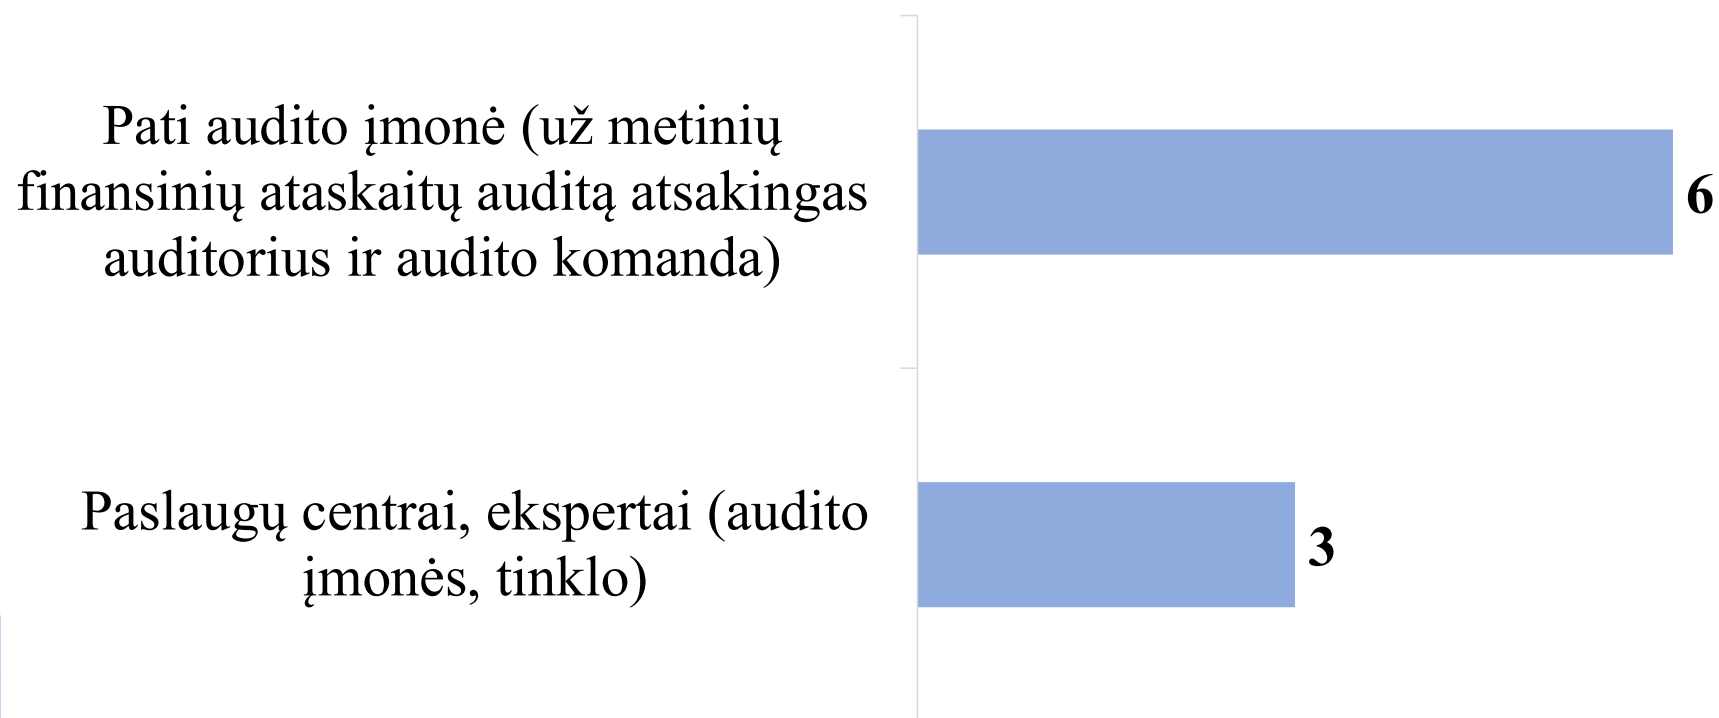 Pati audito įmonė (už metinių
finansinių ataskaitų auditą atsakingas
auditorius ir audito komanda)
6
Paslaugų centrai, ekspertai (audito
įmonės, tinklo)
3